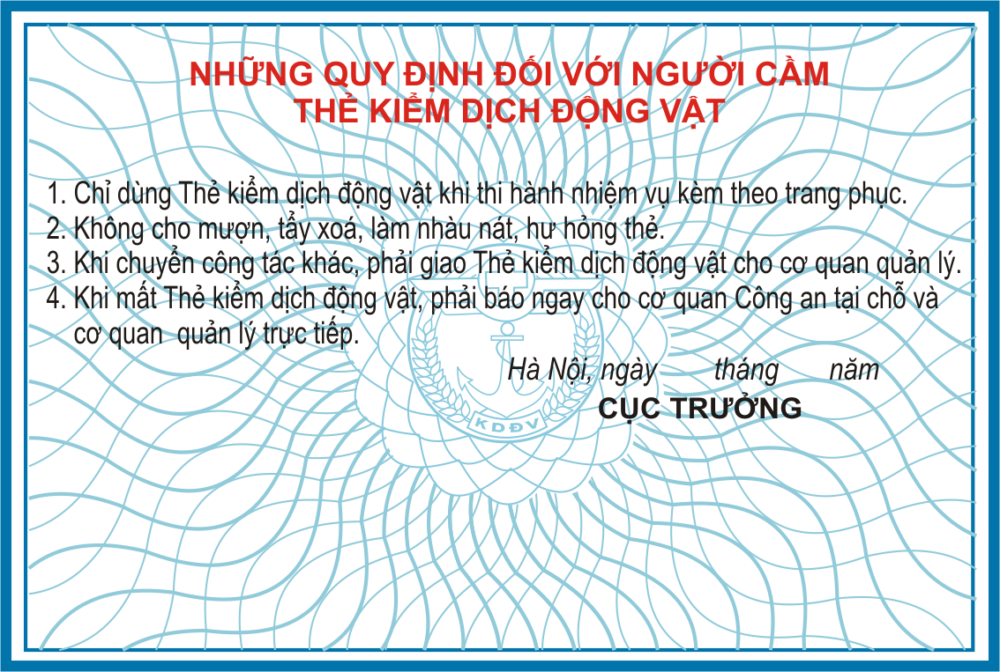 NHỮNG QUY ĐỊNH ĐỐI VỚI NGƯỜI CẦM
THẺ KIỂM DỊCH ĐỘNG VẬT
1. Chỉ dùng Thẻ kiểm dịch động vật khi thi hành nhiệm vụ kèm theo trang phục.
2. Không cho mượn, tẩy xoá, làm nhàu nát, hư hỏng thẻ.
3. Khi chuyển công tác khác, phải giao Thẻ kiểm dịch động vật cho cơ quan quản lý.
4. Khi mất Thẻ kiểm dịch động vật, phải báo ngay cho cơ quan Công an tại chỗ và
cơ quan quản lý trực tiếp.
Hà Nội, ngày tháng năm
CỤC TRƯỞNG
KDĐV